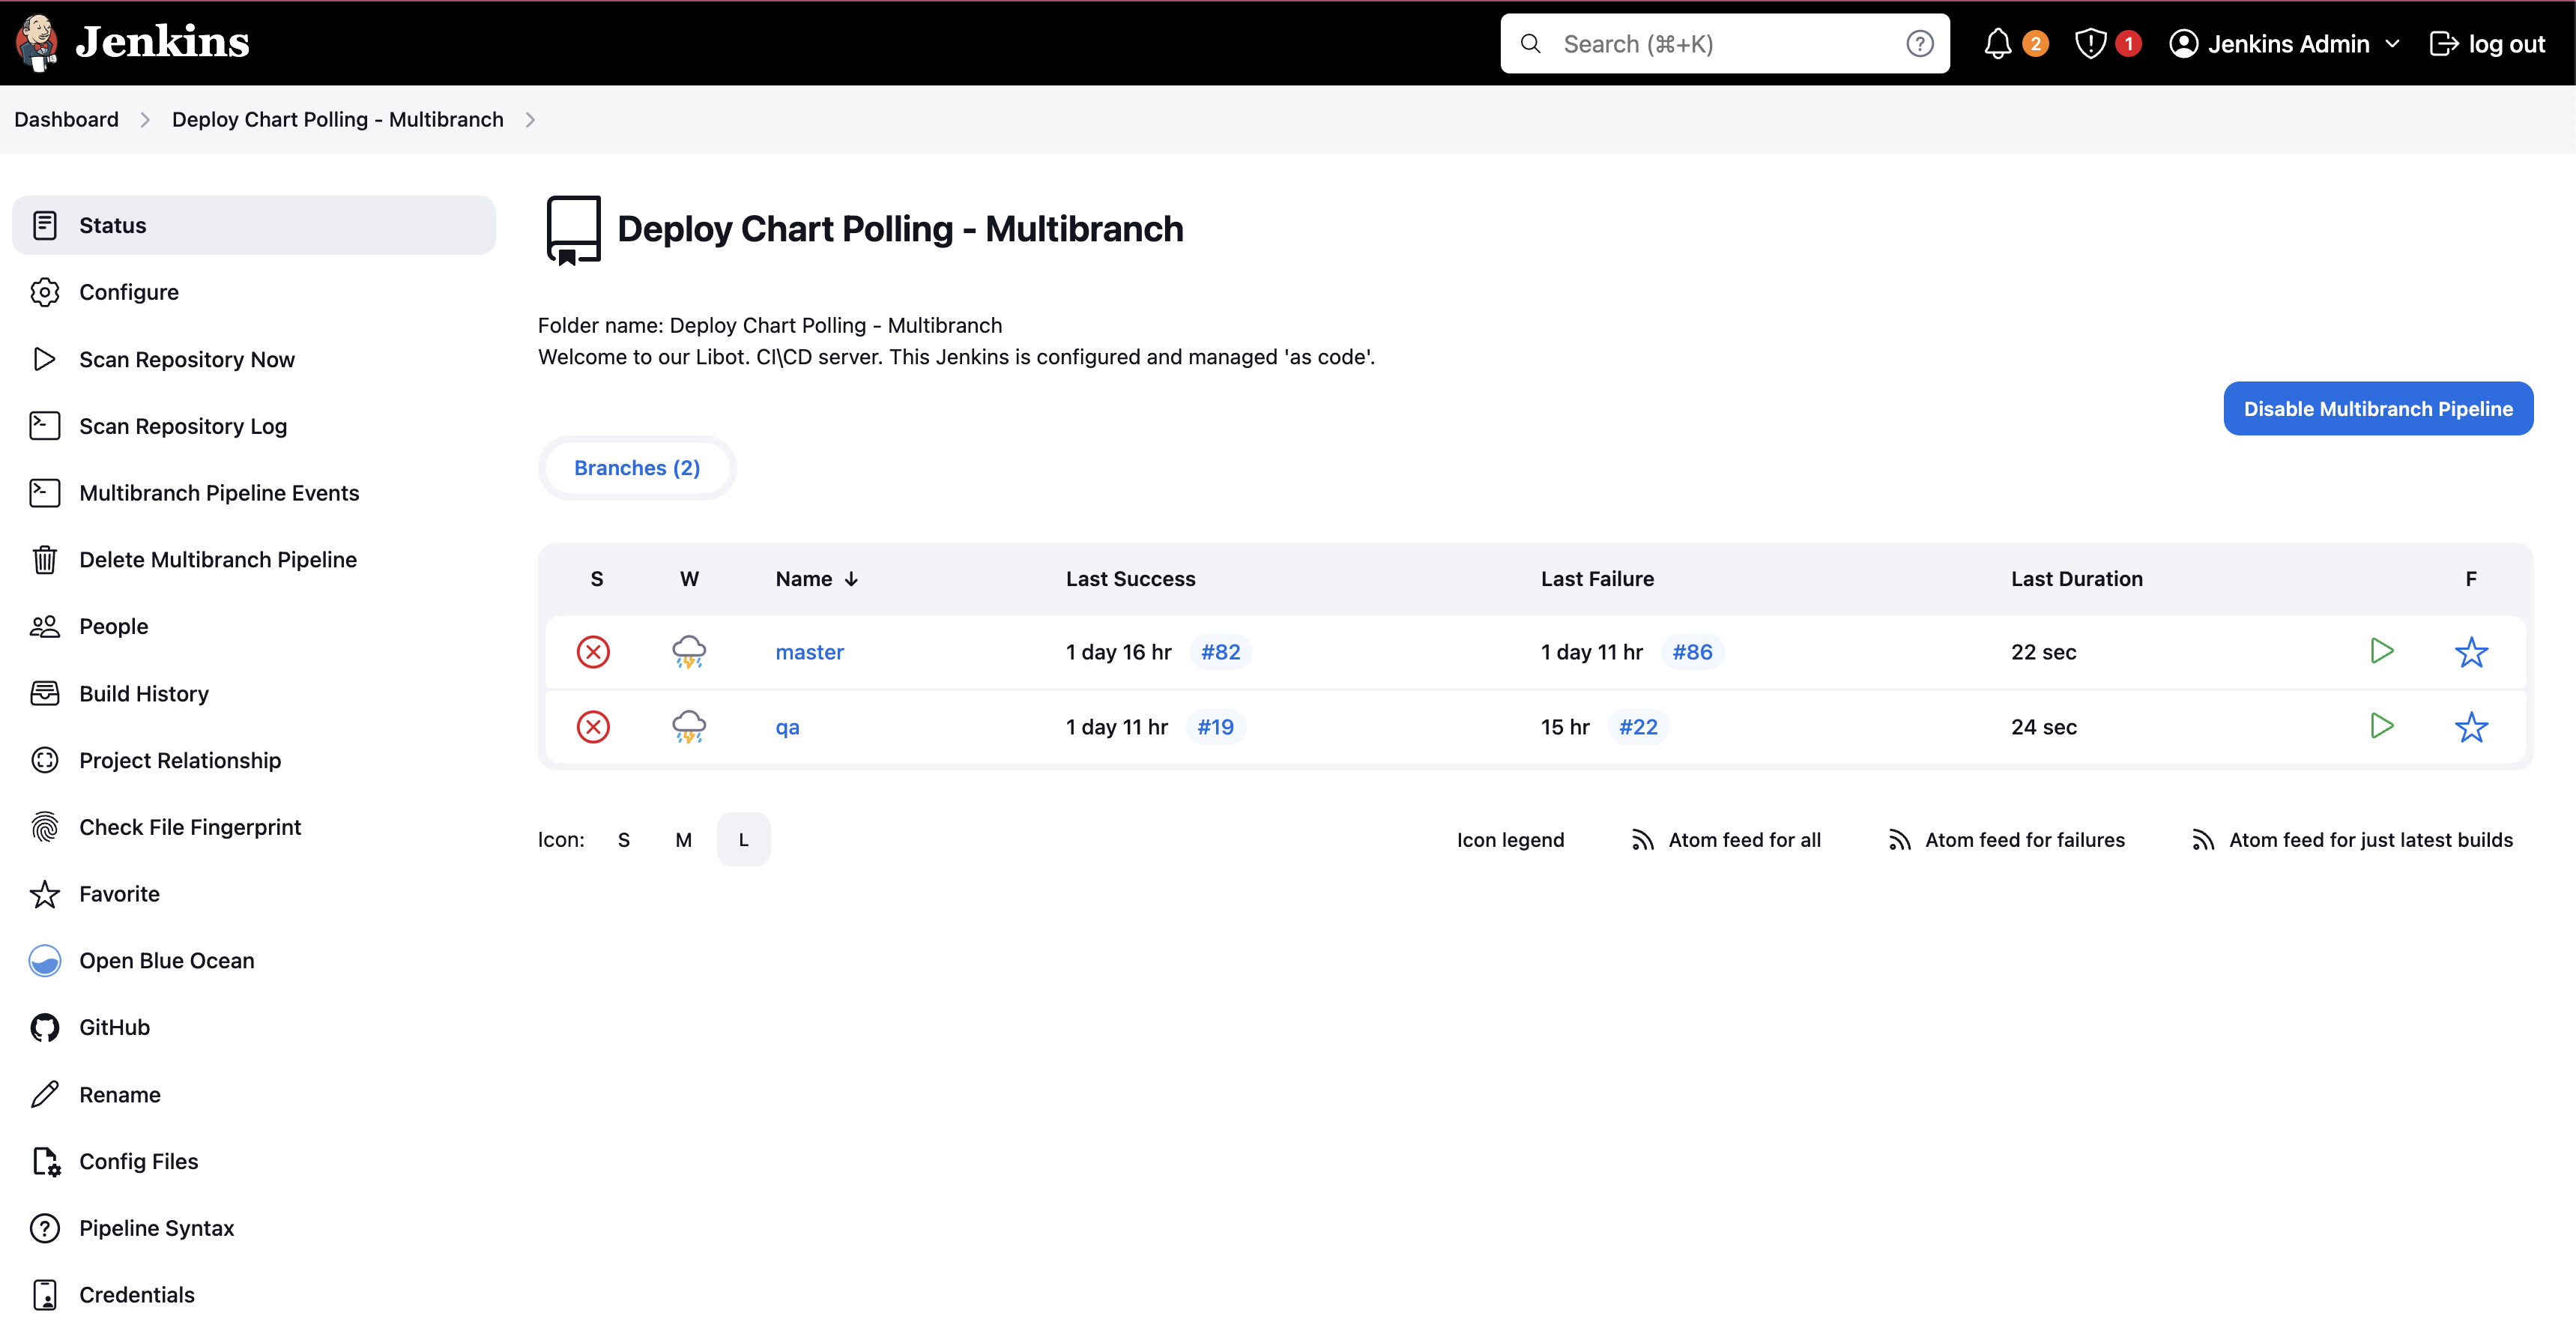 Jenkins
Search (⌘+K)
2
1
Jenkins Admin
log out
Dashboard
Deploy Chart Polling - Multibranch
Status
Configure
Scan Repository Now
Scan Repository Log
Multibranch Pipeline Events
Delete Multibranch Pipeline
People
Build History
Project Relationship
Check File Fingerprint
Favorite
Open Blue Ocean
GitHub
Rename
Config Files
Pipeline Syntax
Credentials
Deploy Chart Polling - Multibranch
Folder name: Deploy Chart Polling - Multibranch
Welcome to our Libot. CI\CD server. This Jenkins is configured and managed 'as code'.
Disable Multibranch Pipeline
Branches (2)
S W Name ↓ Last Success Last Failure Last Duration F
master 1 day 16 hr #82 1 day 11 hr #86 22 sec
qa 1 day 11 hr #19 15 hr #22 24 sec
Icon: S M L
Icon legend Atom feed for all Atom feed for failures Atom feed for just latest builds